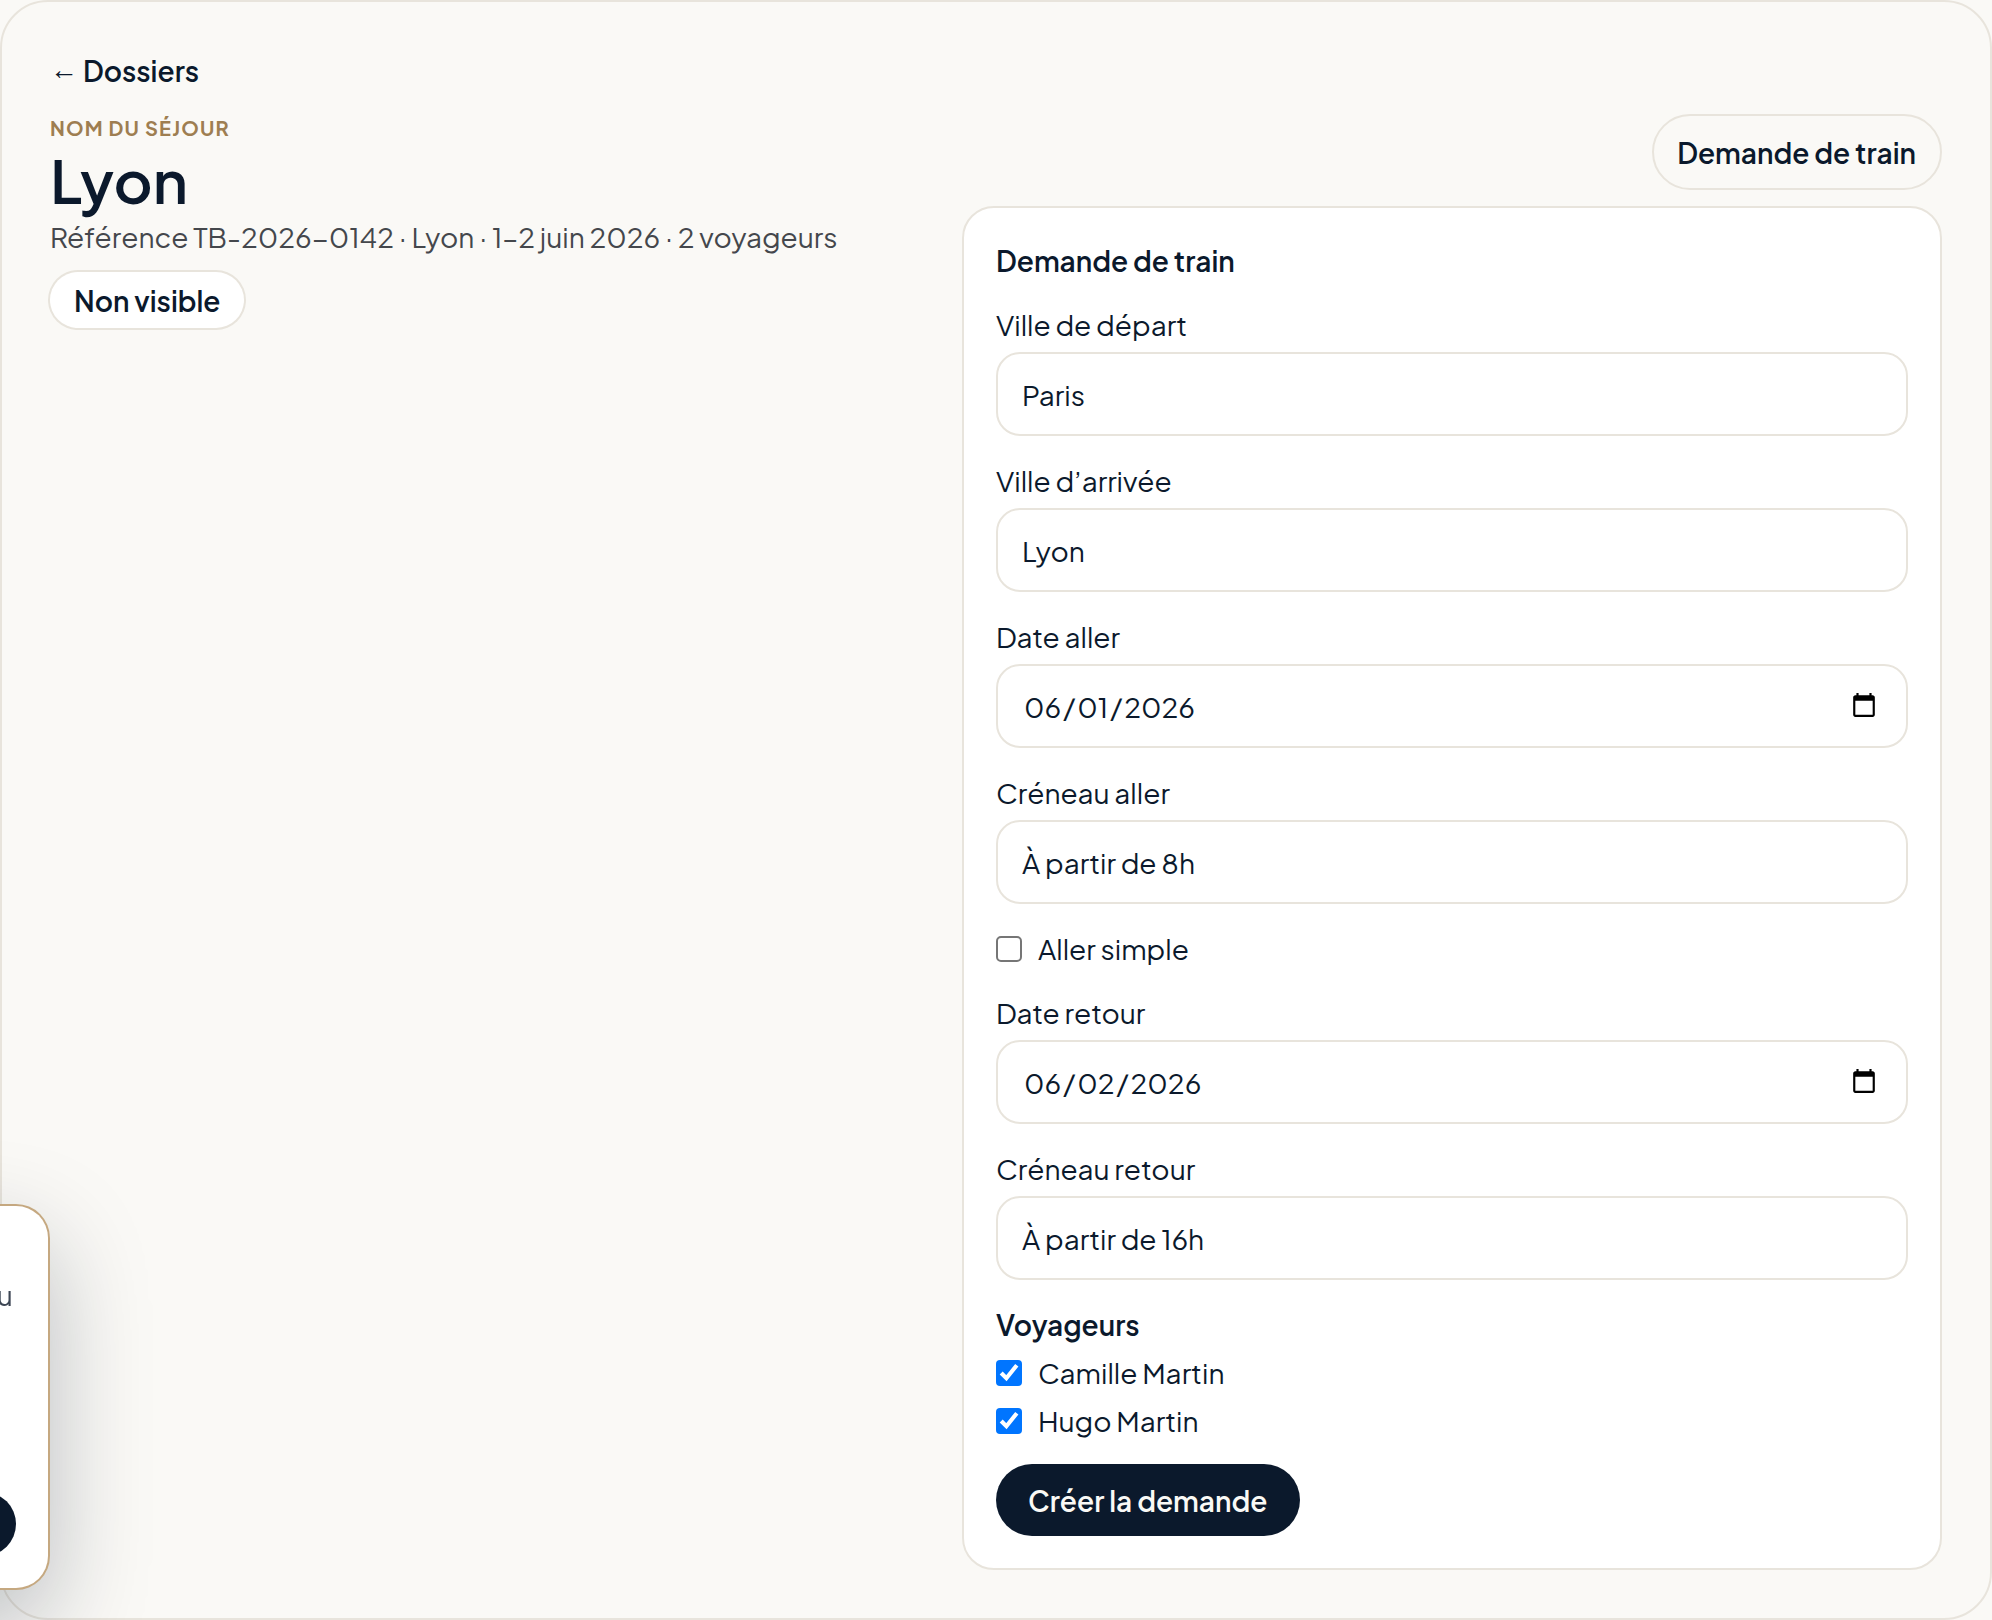 ← Dossiers
NOM DU SÉJOUR
Lyon
Référence TB-2026-0142 · Lyon · 1–2 juin 2026 · 2 voyageurs
Non visible
Demande de train
Demande de train
Ville de départ
Paris
Ville d’arrivée
Lyon
Date aller
06/01/2026
Créneau aller
À partir de 8h
Aller simple
Date retour
06/02/2026
Créneau retour
À partir de 16h
Voyageurs
Camille Martin
Hugo Martin
Créer la demande